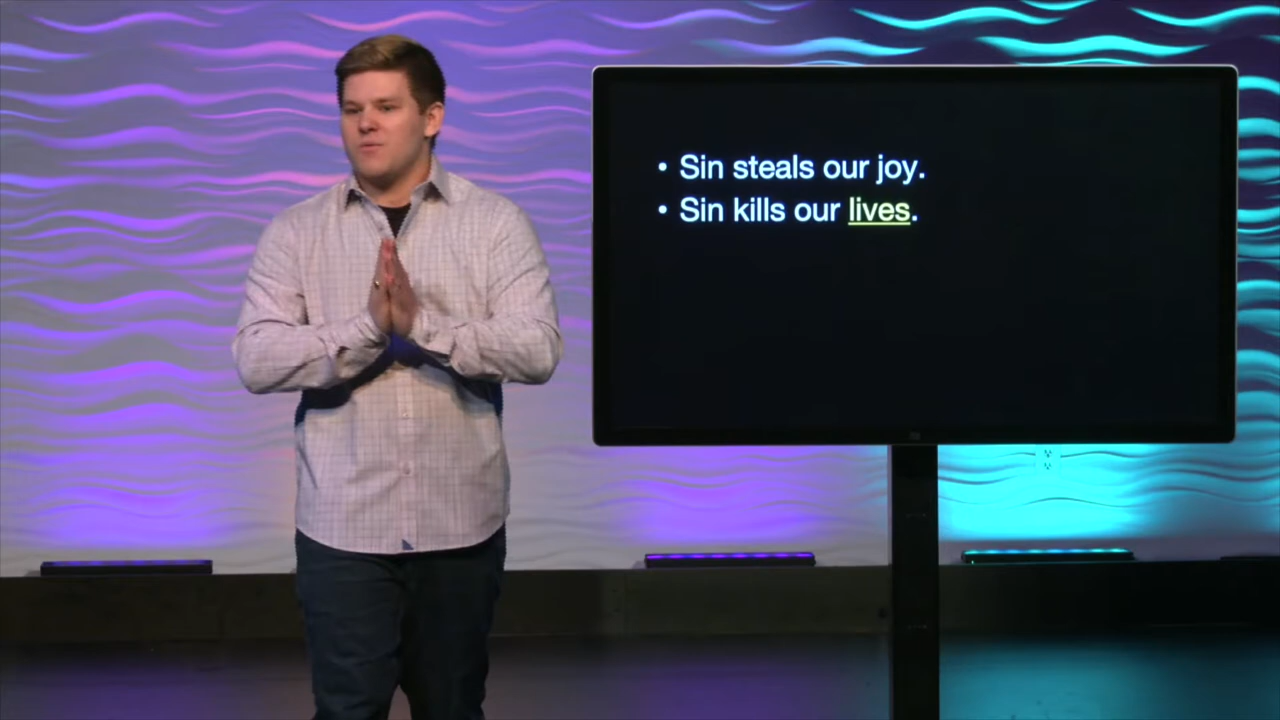 • Sin steals our joy.
• Sin kills our lives.